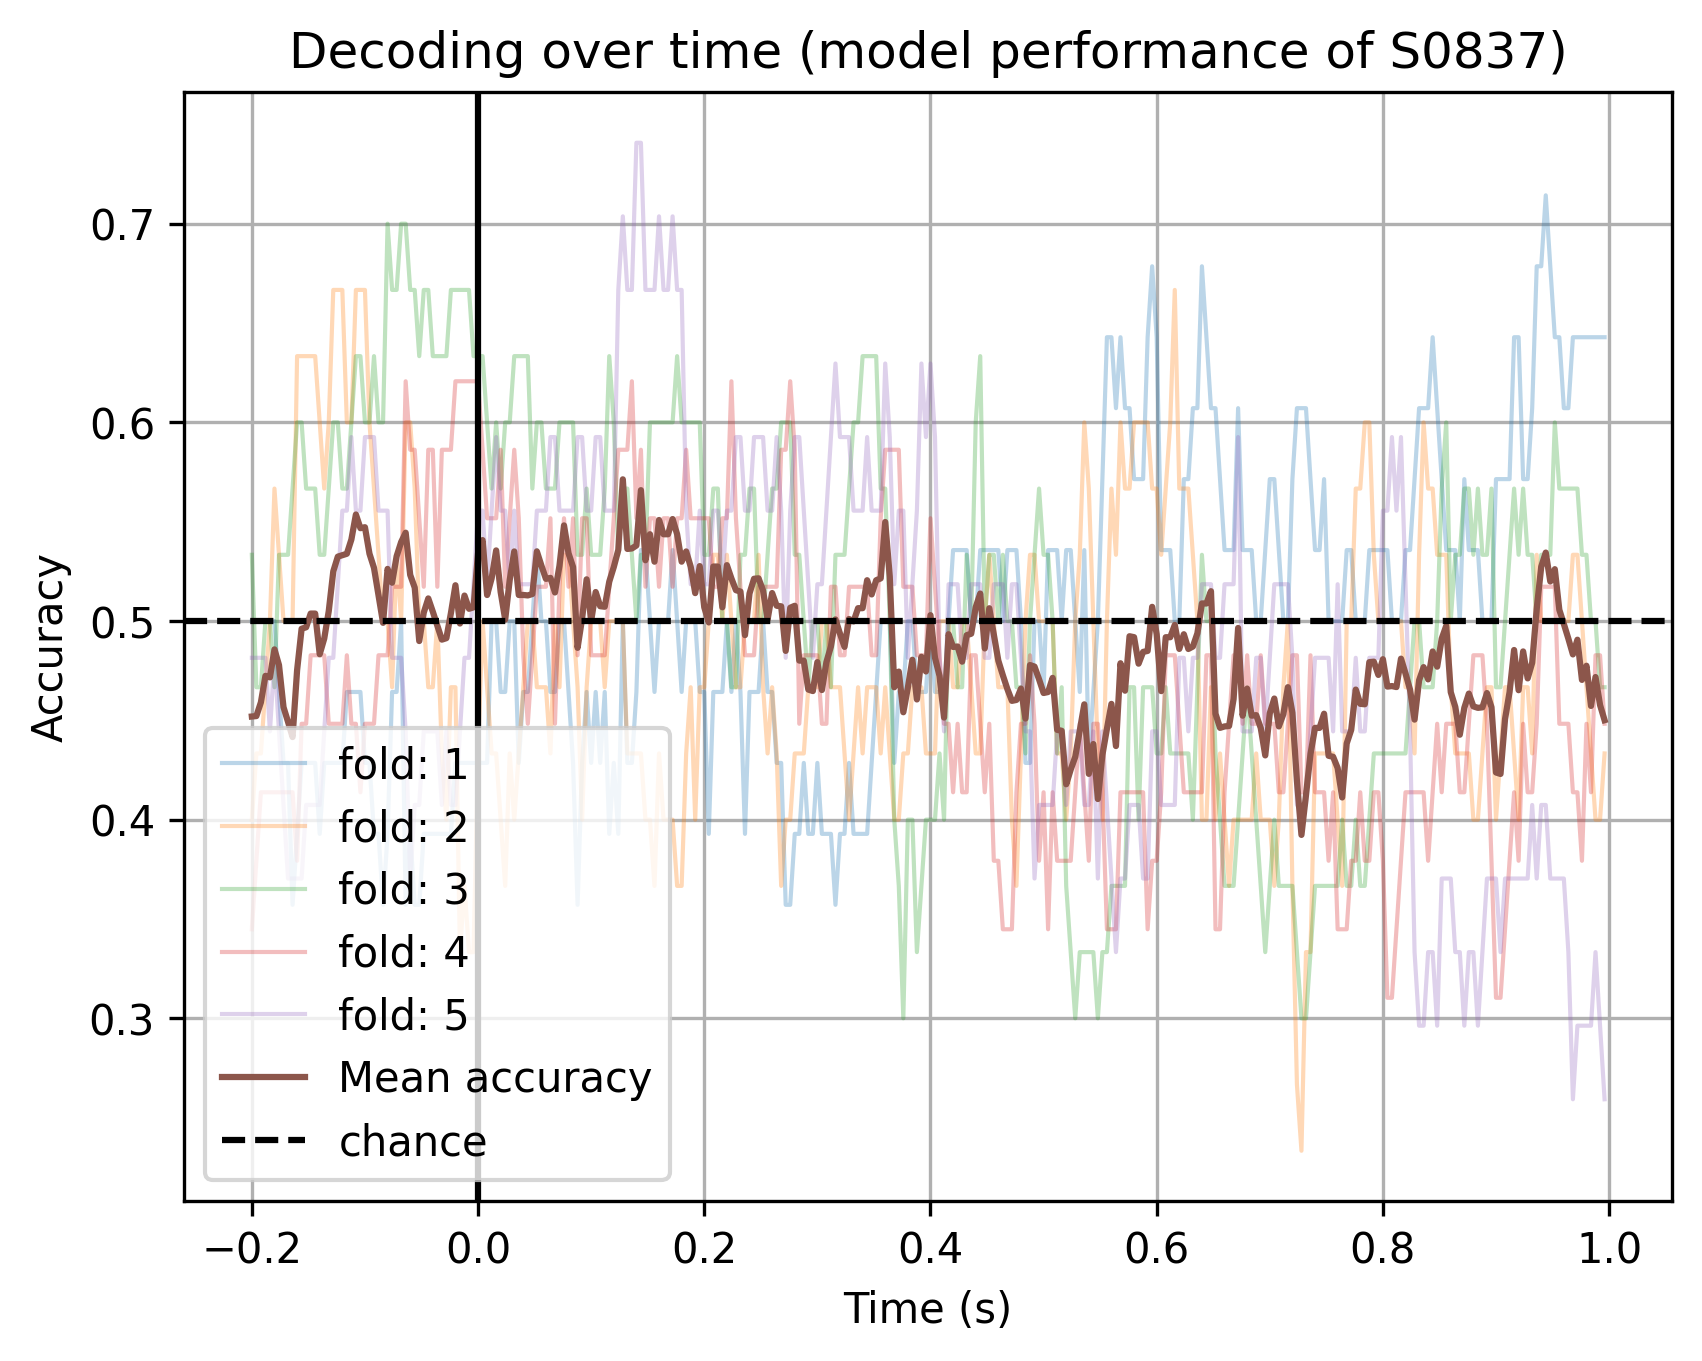 Decoding over time (model performance of S0837)
Accuracy
0.7
0.6
0.5
0.4
0.3
fold: 1
fold: 2
fold: 3
fold: 4
fold: 5
Mean accuracy
chance
−0.2 0.0 0.2 0.4 0.6 0.8 1.0
Time (s)